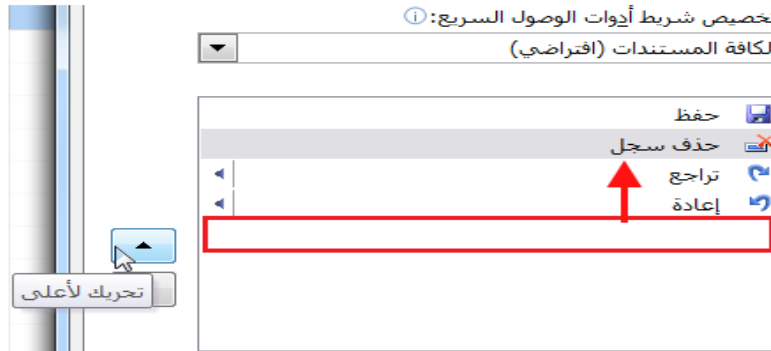 تخصيص شريط أدوات الوصول السريع:
لكافة المستندات (افتراضي)
حفظ
حذف سجل
تراجع
إعادة
تحريك لأعلى